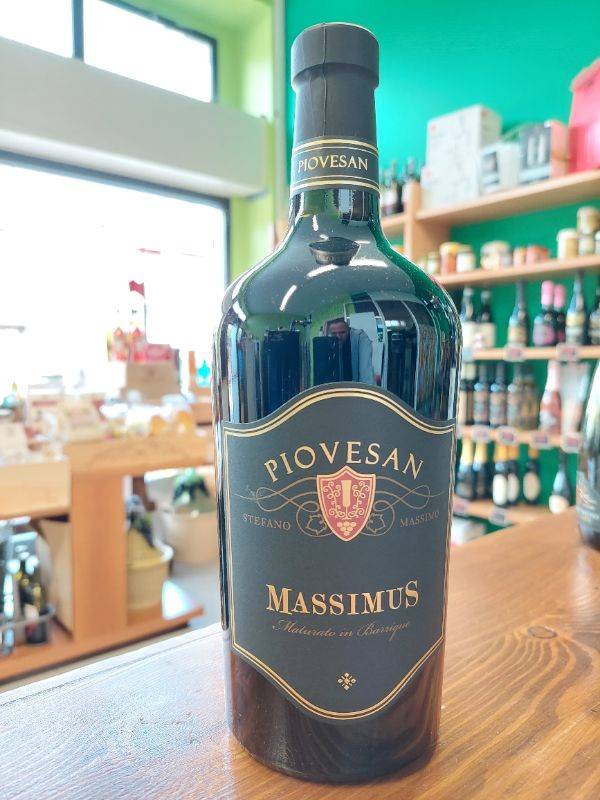 PIOVESAN
PIOVESAN
STEFANO MASSIMO
MASSIMUS
Maturato in Barrique